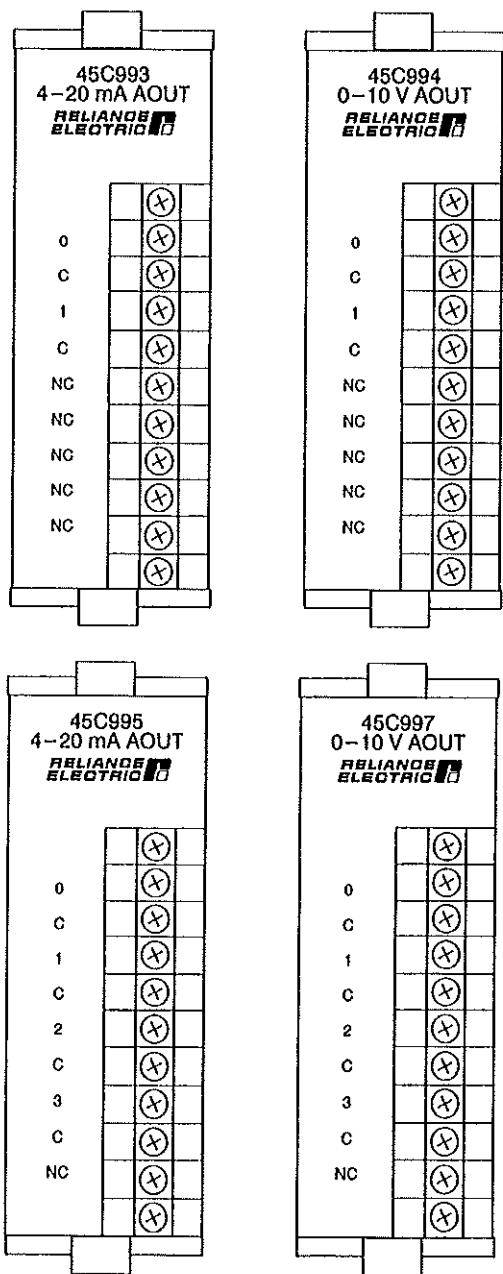 45C993
4-20 mA AOUT
RELIANCE
ELECTRIC
0
C
1
C
NC
NC
NC
NC
NC
45C994
0-10 V AOUT
RELIANCE
ELECTRIC
0
C
1
C
NC
NC
NC
NC
NC
45C995
4-20 mA AOUT
RELIANCE
ELECTRIC
0
C
1
C
2
C
3
C
NC
45C997
0-10 V AOUT
RELIANCE
ELECTRIC
0
C
1
C
2
C
3
C
NC